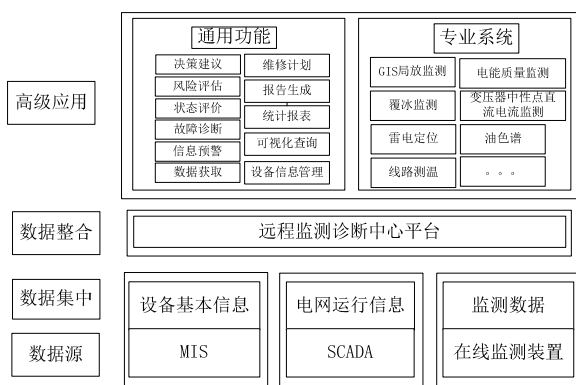 高级应用
通用功能
决策建议
风险评估
状态评价
故障诊断
信息预警
数据获取
维修计划
报告生成
统计报表
可视化查询
设备信息管理
专业系统
GIS局放监测
电能质量监测
覆冰监测
变压器中性点直
流电流监测
雷电定位
油色谱
线路测温
。。。
数据整合
远程监测诊断中心平台
数据集中
设备基本信息
电网运行信息
监测数据
数据源
MIS
SCADA
在线监测装置